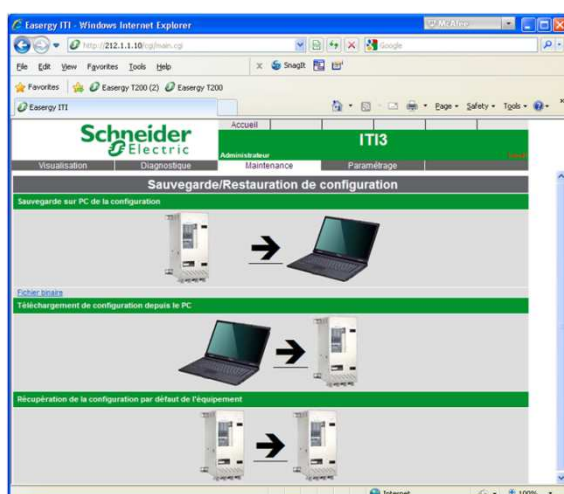 Easergy ITI - Windows Internet Explorer
McAfee
http://212.1.1.10/cgi/main.cgi
Google
File Edit View Favorites Tools Help
x SnagIt
Favorites Easergy T200 (2) Easergy T200
Easergy ITI
Page Safety Tools
Schneider Electric
Accueil
ITI3
Administrateur
Visualisation Diagnostique Maintenance Paramétrage
Sauvegarde/Restauration de configuration
Sauvegarde sur PC de la configuration
Fichier binaire
Téléchargement de configuration depuis le PC
Récupération de la configuration par défaut de l'équipement
Internet 100%